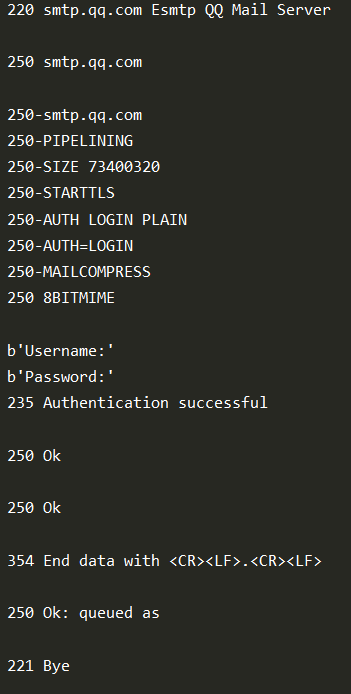 220 smtp.qq.com Esmtp QQ Mail Server
250 smtp.qq.com
250-smtp.qq.com
250-PIPELINING
250-SIZE 73400320
250-STARTTLS
250-AUTH LOGIN PLAIN
250-AUTH=LOGIN
250-MAILCOMPRESS
250 8BITMIME
b'Username:'
b'Password:'
235 Authentication successful
250 Ok
250 Ok
354 End data with <CR><LF>.<CR><LF>
250 Ok: queued as
221 Bye